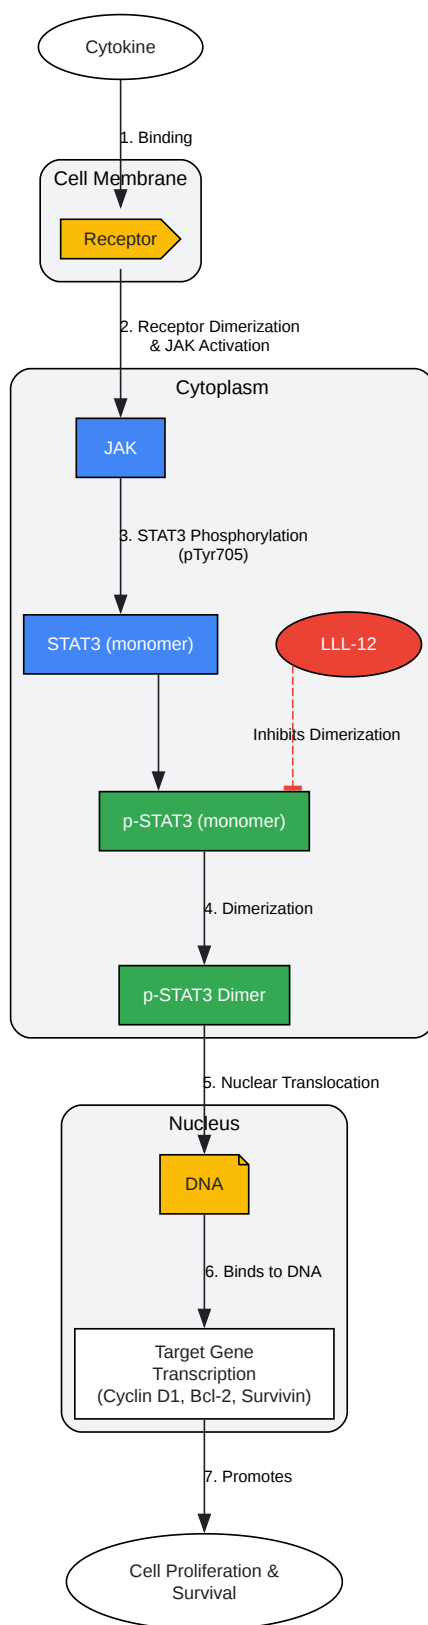 Cytokine
1. Binding
Cell Membrane
Receptor
2. Receptor Dimerization
& JAK Activation
Cytoplasm
JAK
3. STAT3 Phosphorylation
(pTyr705)
STAT3 (monomer)
LLL-12
Inhibits Dimerization
p-STAT3 (monomer)
4. Dimerization
p-STAT3 Dimer
5. Nuclear Translocation
Nucleus
DNA
6. Binds to DNA
Target Gene
Transcription
(Cyclin D1, Bcl-2, Survivin)
7. Promotes
Cell Proliferation &
Survival